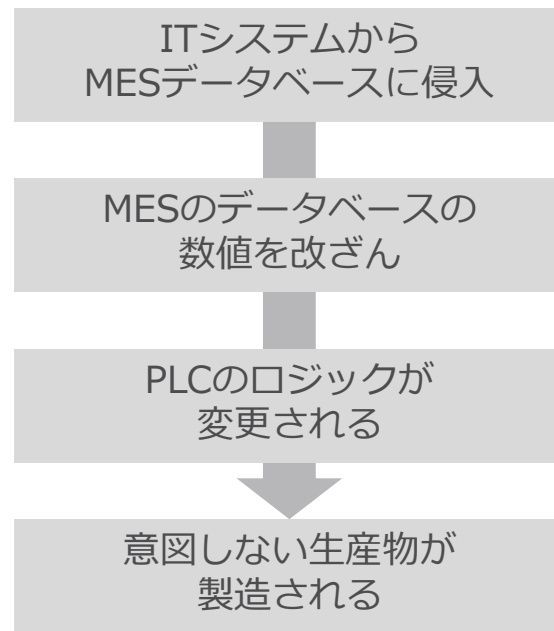 ITシステムから
MESデータベースに侵入
MESのデータベースの
数値を改ざん
PLCのロジックが
変更される
意図しない生産物が
製造される